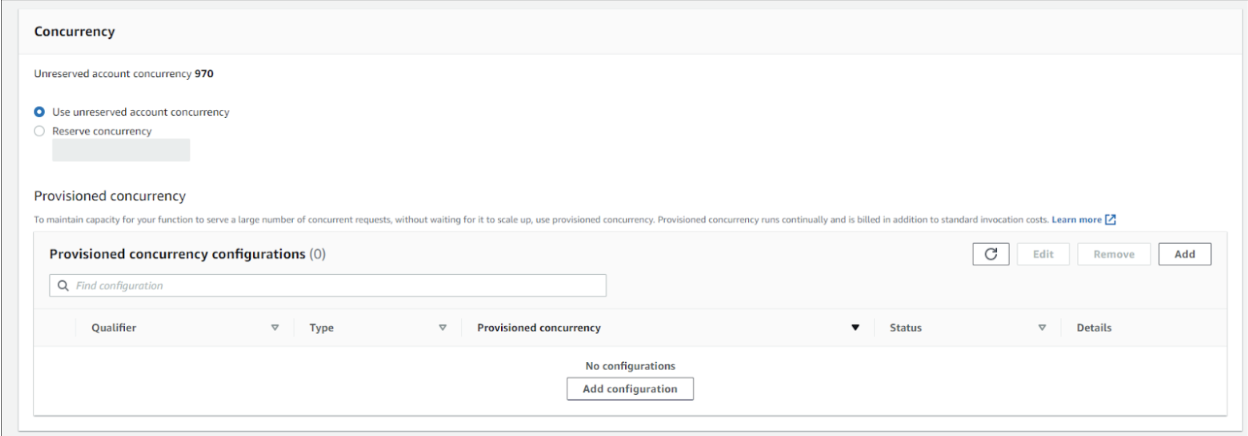 Concurrency
Unreserved account concurrency 970
Use unreserved account concurrency
Reserve concurrency
Provisioned concurrency
To maintain capacity for your function to serve a large number of concurrent requests, without waiting for it to scale up, use provisioned concurrency. Provisioned concurrency runs continually and is billed in addition to standard invocation costs. Learn more
Provisioned concurrency configurations (0) Edit Remove Add
Find configuration
Qualifier Type Provisioned concurrency Status Details
No configurations
Add configuration